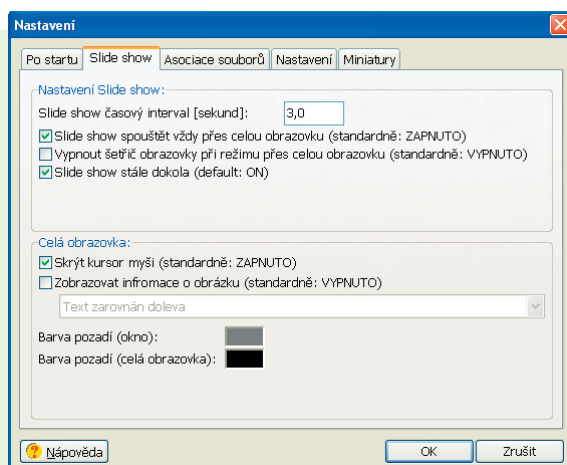 Nastavení
Po startu Slide show Asociace souborů Nastavení Miniatury
Nastavení Slide show:
Slide show časový interval [sekund]: 3,0
Slide show spouštět vždy přes celou obrazovku (standardně: ZAPNUTO)
Vypnout šetřič obrazovky při režimu přes celou obrazovku (standardně: VYPNUTO)
Slide show stále dokola (default: ON)
Celá obrazovka:
Skrýt kursor myši (standardně: ZAPNUTO)
Zobrazovat infromace o obrázku (standardně: VYPNUTO)
Text zarovnán doleva
Barva pozadí (okno):
Barva pozadí (celá obrazovka):
Nápověda OK Zrušit